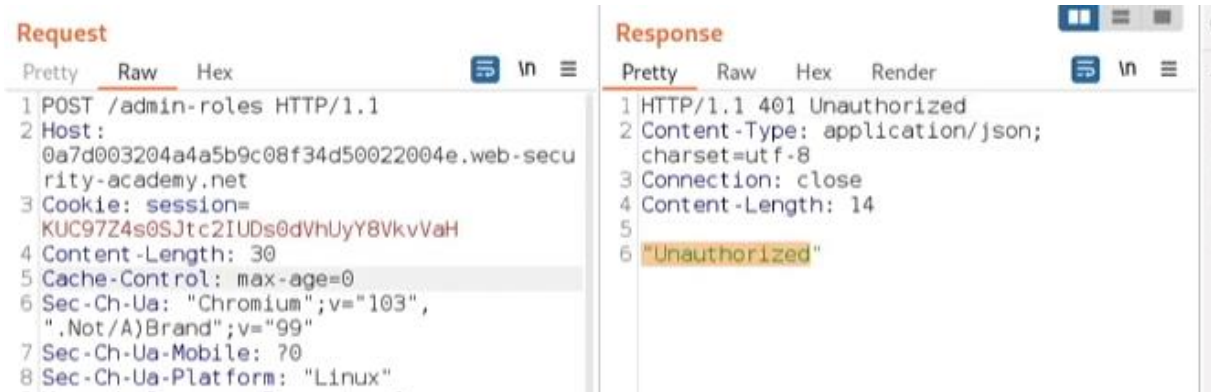 Request
Pretty Raw Hex \n
1 POST /admin-roles HTTP/1.1
2 Host:
0a7d003204a4a5b9c08f34d50022004e.web-secu
rity-academy.net
3 Cookie: session=
KUC97Z4s0SJtc2IUDs0dVhUyY8VkvVaH
4 Content-Length: 30
5 Cache-Control: max-age=0
6 Sec-Ch-Ua: "Chromium";v="103",
".Not/A)Brand";v="99"
7 Sec-Ch-Ua-Mobile: ?0
8 Sec-Ch-Ua-Platform: "Linux"
Response
Pretty Raw Hex Render \n
1 HTTP/1.1 401 Unauthorized
2 Content-Type: application/json;
charset=utf-8
3 Connection: close
4 Content-Length: 14
5
6 "Unauthorized"